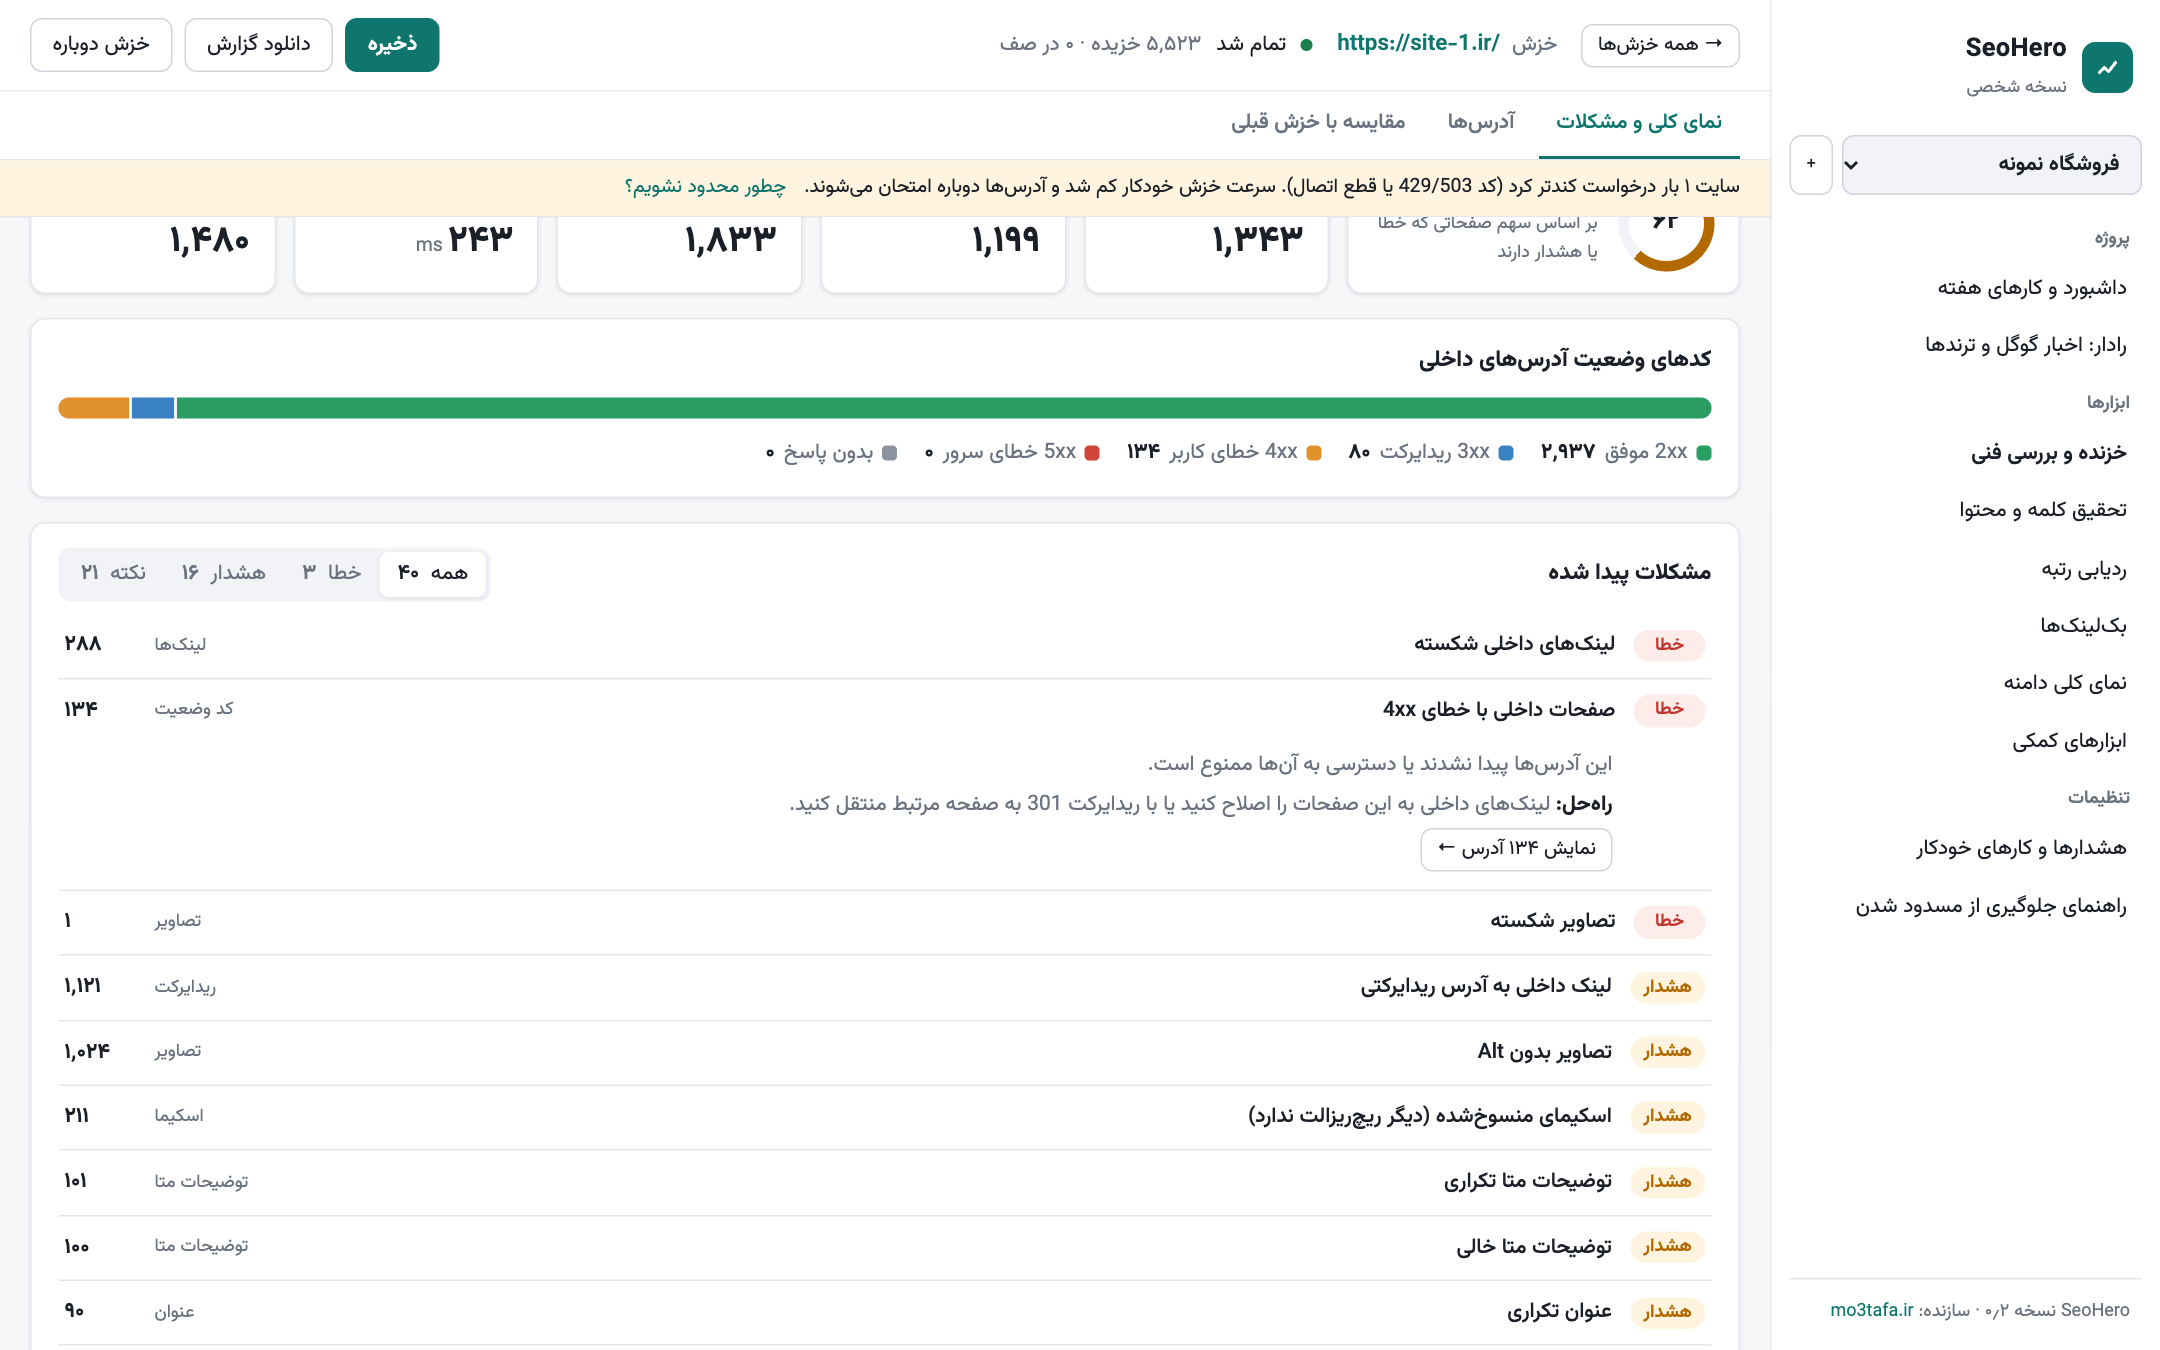 SeoHero
نسخه شخصی
فروشگاه نمونه
+
پروژه
داشبورد و کارهای هفته
رادار: اخبار گوگل و ترندها
ابزارها
خزنده و بررسی فنی
تحقیق کلمه و محتوا
ردیابی رتبه
بک‌لینک‌ها
نمای کلی دامنه
ابزارهای کمکی
تنظیمات
هشدارها و کارهای خودکار
راهنمای جلوگیری از مسدود شدن
SeoHero نسخه ۰٫۲ · سازنده: mo3tafa.ir
→ همه خزش‌ها
خزش https://site-1.ir/ تمام شد ۵,۵۲۳ خزیده · ۰ در صف
ذخیره
دانلود گزارش
خزش دوباره
نمای کلی و مشکلات
آدرس‌ها
مقایسه با خزش قبلی
سایت ۱ بار درخواست کندتر کرد (کد 429/503 یا قطع اتصال). سرعت خزش خودکار کم شد و آدرس‌ها دوباره امتحان می‌شوند. چطور محدود نشویم؟
بر اساس سهم صفحاتی که خطا
یا هشدار دارند
۱,۳۴۳
۱,۱۹۹
۱,۸۳۳
۲۴۳ ms
۱,۴۸۰
کدهای وضعیت آدرس‌های داخلی
2xx موفق ۲,۹۳۷
3xx ریدایرکت ۸۰
4xx خطای کاربر ۱۳۴
5xx خطای سرور ۰
بدون پاسخ ۰
مشکلات پیدا شده
همه ۴۰
خطا ۳
هشدار ۱۶
نکته ۲۱
خطا لینک‌های داخلی شکسته لینک‌ها ۲۸۸
خطا صفحات داخلی با خطای 4xx کد وضعیت ۱۳۴
این آدرس‌ها پیدا نشدند یا دسترسی به آن‌ها ممنوع است.
راه‌حل: لینک‌های داخلی به این صفحات را اصلاح کنید یا با ریدایرکت 301 به صفحه مرتبط منتقل کنید.
نمایش ۱۳۴ آدرس ←
خطا تصاویر شکسته تصاویر ۱
هشدار لینک داخلی به آدرس ریدایرکتی ریدایرکت ۱,۱۲۱
هشدار تصاویر بدون Alt تصاویر ۱,۰۲۴
هشدار اسکیمای منسوخ‌شده (دیگر ریچ‌ریزالت ندارد) اسکیما ۲۱۱
هشدار توضیحات متا تکراری توضیحات متا ۱۰۱
هشدار توضیحات متا خالی توضیحات متا ۱۰۰
هشدار عنوان تکراری عنوان ۹۰